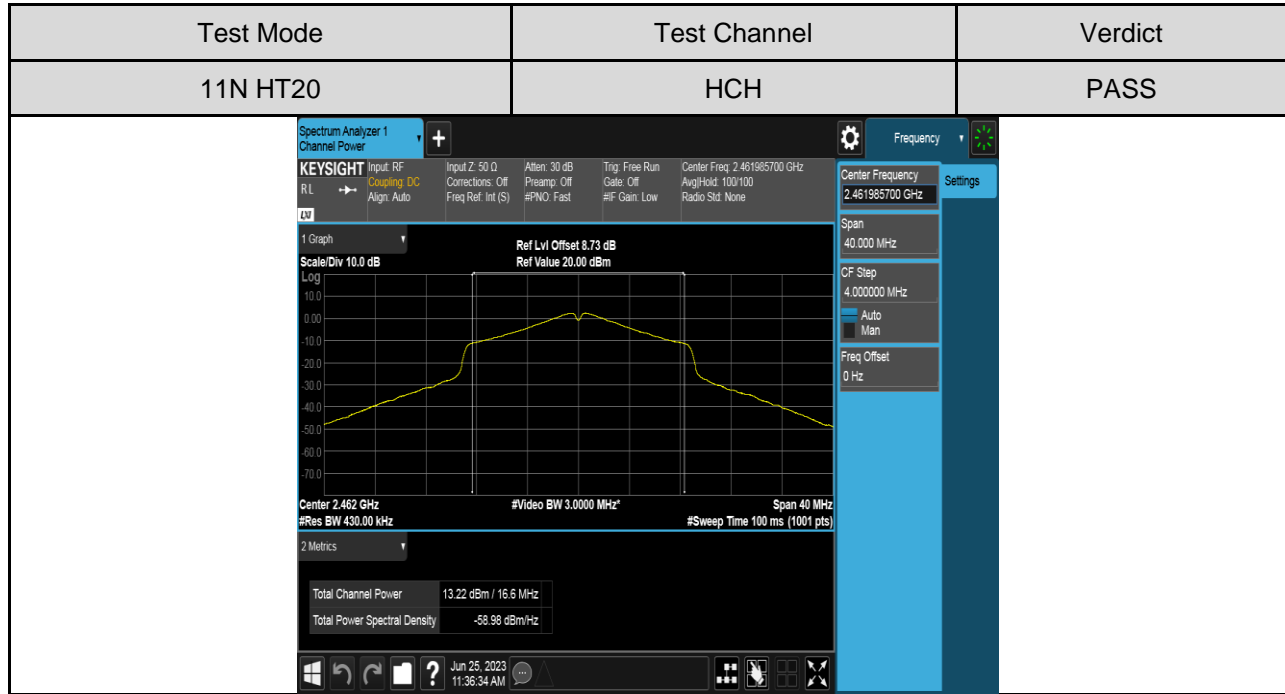 Test Mode Test Channel Verdict
11N HT20 HCH PASS
Spectrum Analyzer 1
Channel Power
+
Frequency
KEYSIGHT Input: RF Input Z: 50 Ω Atten: 30 dB Trig: Free Run Center Freq: 2.461985700 GHz
RL Coupling: DC Corrections: Off Preamp: Off Gate: Off Avg|Hold: 100/100
Align: Auto Freq Ref: Int (S) #PNO: Fast #IF Gain: Low Radio Std: None
LXI
Center Frequency
2.461985700 GHz
Settings
Span
40.000 MHz
CF Step
4.000000 MHz
Auto
Man
Freq Offset
0 Hz
1 Graph
Ref Lvl Offset 8.73 dB
Scale/Div 10.0 dB Ref Value 20.00 dBm
Log
10.0
0.00
-10.0
-20.0
-30.0
-40.0
-50.0
-60.0
-70.0
Center 2.462 GHz #Video BW 3.0000 MHz* Span 40 MHz
#Res BW 430.00 kHz #Sweep Time 100 ms (1001 pts)
2 Metrics
Total Channel Power 13.22 dBm / 16.6 MHz
Total Power Spectral Density -58.98 dBm/Hz
? Jun 25, 2023
11:36:34 AM